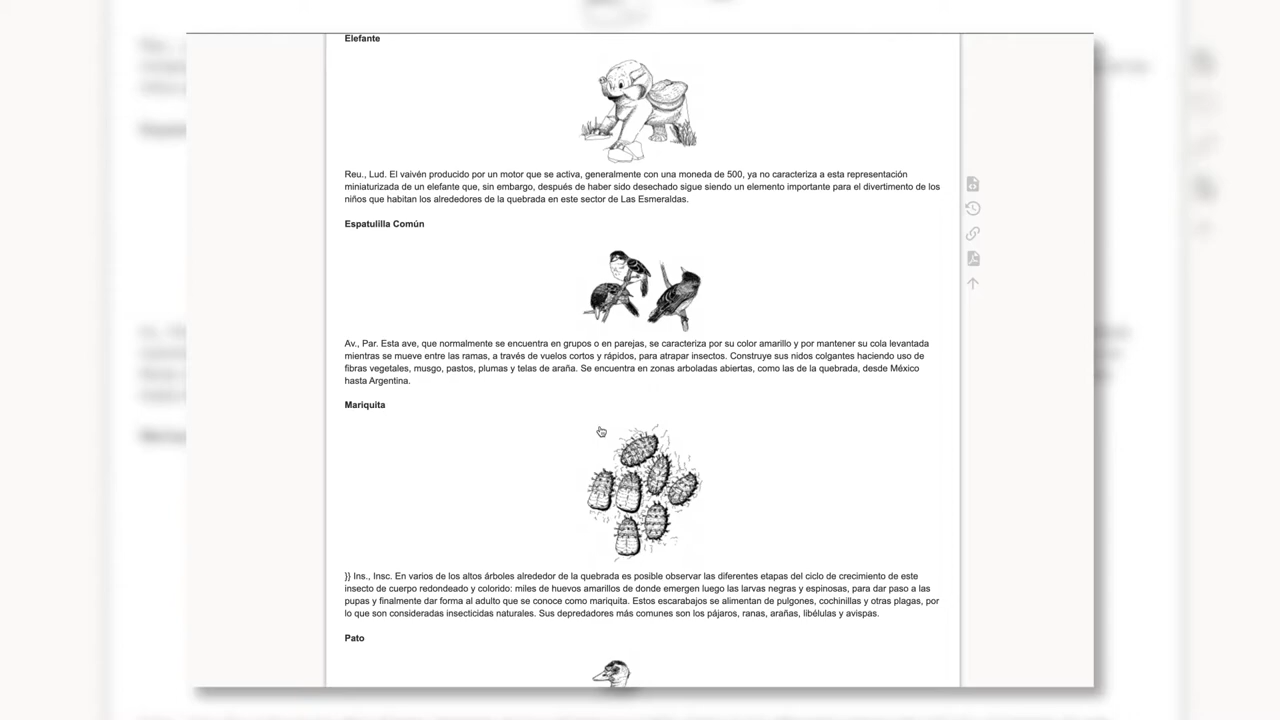 Elefante
Reu., Lud. El vaivén producido por un motor que se activa, generalmente con una moneda de 500, ya no caracteriza a esta representación
miniaturizada de un elefante que, sin embargo, después de haber sido desechado sigue siendo un elemento importante para el divertimento de los
niños que habitan los alrededores de la quebrada en este sector de Las Esmeraldas.
Espatulilla Común
Av., Par. Esta ave, que normalmente se encuentra en grupos o en parejas, se caracteriza por su color amarillo y por mantener su cola levantada
mientras se mueve entre las ramas, a través de vuelos cortos y rápidos, para atrapar insectos. Construye sus nidos colgantes haciendo uso de
fibras vegetales, musgo, pastos, plumas y telas de araña. Se encuentra en zonas arboladas abiertas, como las de la quebrada, desde México
hasta Argentina.
Mariquita
}} Ins., Insc. En varios de los altos árboles alrededor de la quebrada es posible observar las diferentes etapas del ciclo de crecimiento de este
insecto de cuerpo redondeado y colorido: miles de huevos amarillos de donde emergen luego las larvas negras y espinosas, para dar paso a las
pupas y finalmente dar forma al adulto que se conoce como mariquita. Estos escarabajos se alimentan de pulgones, cochinillas y otras plagas, por
lo que son consideradas insecticidas naturales. Sus depredadores más comunes son los pájaros, ranas, arañas, libélulas y avispas.
Pato